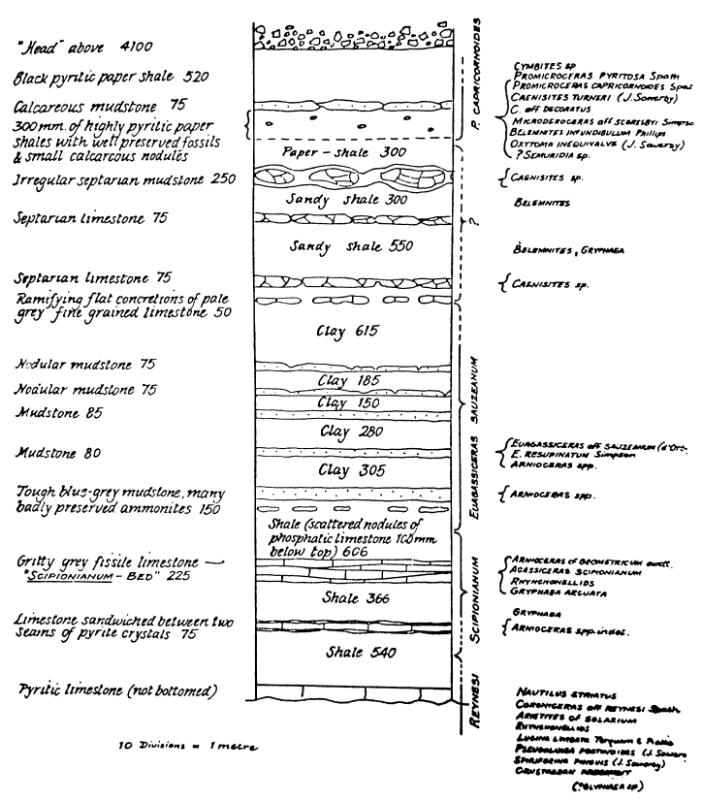 "Head" above 4100
Black pyritic paper shale 520
Calcareous mudstone 75
300 mm. of highly pyritic paper
shales with well preserved fossils
& small calcareous nodules
Irregular septarian mudstone 250
Septarian limestone 75
Septarian limestone 75
Ramifying flat concretions of pale
grey fine grained limestone 50
Nodular mudstone 75
Nodular mudstone 75
Mudstone 85
Mudstone 80
Tough blue-grey mudstone, many
badly preserved ammonites 150
Gritty grey fissile limestone —
"SCIPIONIANUM - BED" 225
Limestone sandwiched between two
seams of pyrite crystals 75
Pyritic limestone (not bottomed)
10 Divisions = 1 metre
Paper-shale 300
Sandy shale 300
Sandy shale 550
Clay 615
Clay 185
Clay 150
Clay 280
Clay 305
Shale (scattered nodules of
phosphatic limestone 100mm
below top) 606
Shale 366
Shale 540
P. CAPRICORNOIDES
?
EUAGASSICERAS SAUZEANUM
SCIPIONIANUM
REYNESI
CYMBITES sp
PROMICROCERAS PYRITOSA Spath
PROMICROCERAS CAPRICORNOIDES
CAENISITES TURNERI (J. Sowerby)
C. aff DECORATUS
MICRODEROCERAS aff SCORESBYI Simpson
BELEMNITES INFUNDIBULUM Phillips
OXYTOMA INEQUIVALVE (J. Sowerby)
? SEMURIDIA sp.
CAENISITES sp.
BELEMNITES
BELEMNITES, GRYPHAEA
CAENISITES sp.
EUAGASSICERAS aff SAUZEANUM (d'Orb.
E. RESUPINATUM Simpson
ARNIOCERAS spp.
ARNIOCERAS spp.
ARNIOCERAS cf GEOMETRICUM
AGASSICERAS SCIPIONIANUM
RHYNCHONELLIDS
GRYPHAEA ARCUATA
GRYPHAEA
ARNIOCERAS spp. indet.
NAUTILUS STRIATUS
CORONICERAS aff REYNESI Spath
ARIETITES cf SOLARIUM
RHYNCHONELLIDS
LUCINA LIMBATA Terquem & Piette
(J. Sowerby)
SPIRIFERINA PINGUIS (J. Sowerby)
CRUSTACEAN FRAGMENT
(?GLYPHAEA sp)